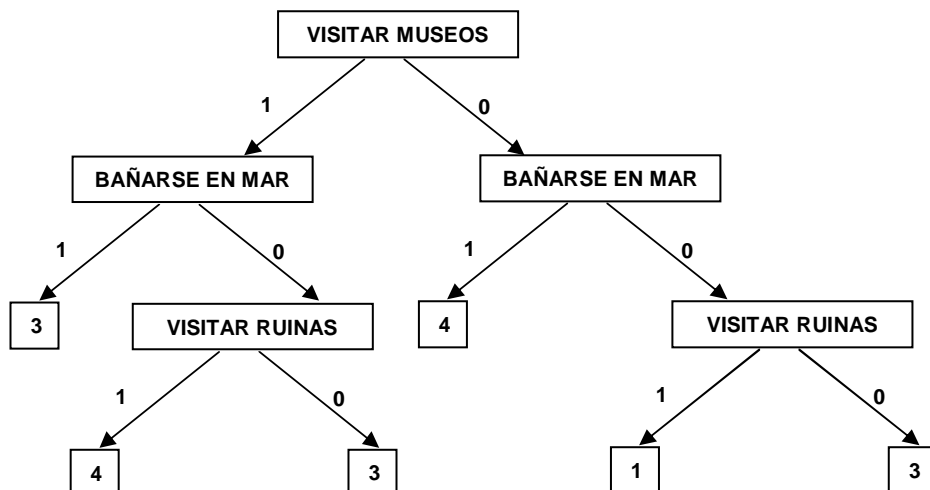 VISITAR MUSEOS
1 0
BAÑARSE EN MAR BAÑARSE EN MAR
1 0 1 0
3 VISITAR RUINAS 4 VISITAR RUINAS
1 0 1 0
4 3 1 3